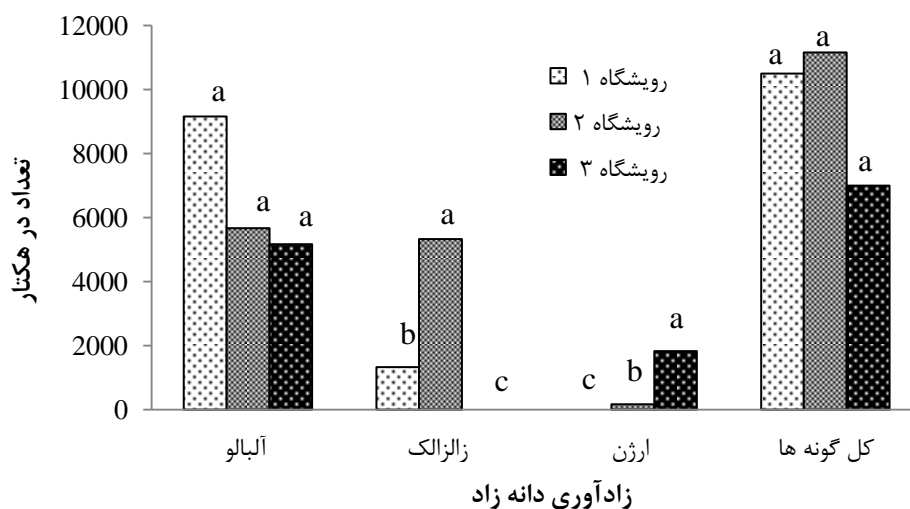 12000
10000
8000
6000
4000
2000
0
تعداد در هکتار
رویشگاه ۱
رویشگاه ۲
رویشگاه ۳
a a a
b a c
c b a
a a a
آلبالو
زالزالک
ارژن
کل گونه ها
زادآوری دانه زاد